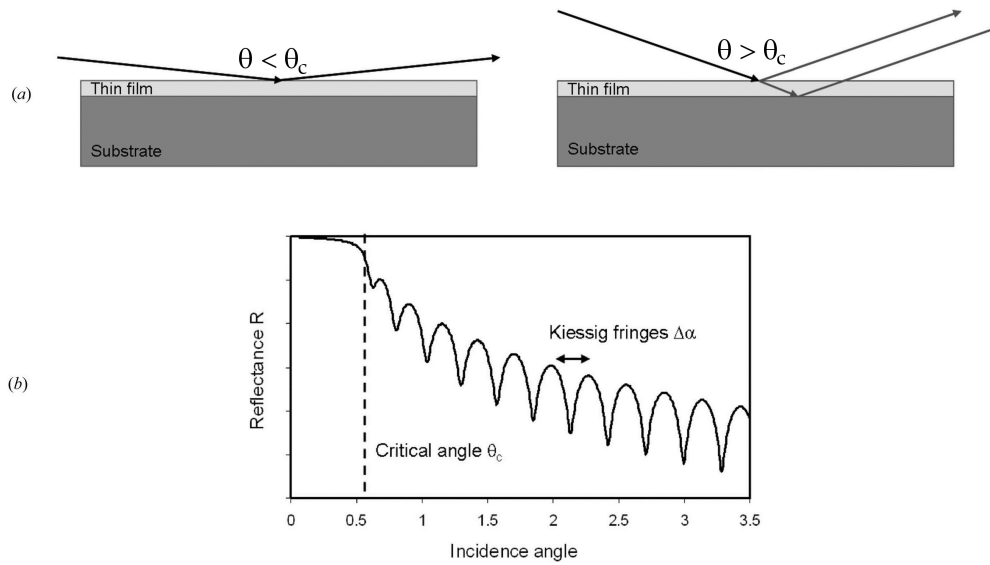 (a)
θ < θc
Thin film
Substrate
θ > θc
Thin film
Substrate
(b)
Reflectance R
Kiessig fringes Δα
Critical angle θc
0 0.5 1 1.5 2 2.5 3 3.5
Incidence angle